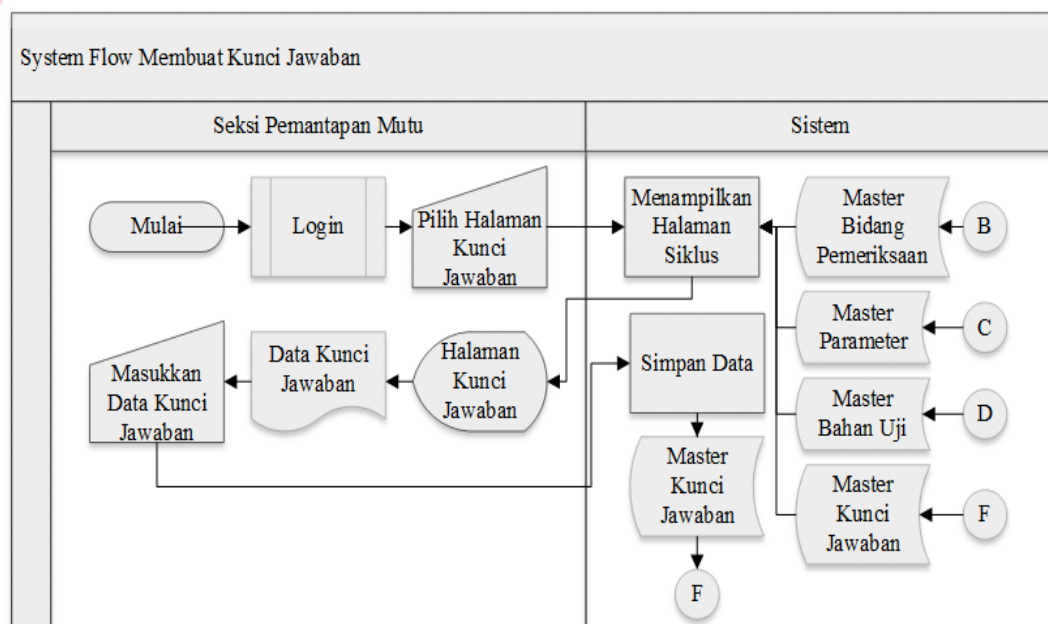 System Flow Membuat Kunci Jawaban
Seksi Pemantapan Mutu
Sistem
Mulai
Login
Pilih Halaman
Kunci
Jawaban
Menampilkan
Halaman
Siklus
Master
Bidang
Pemeriksaan
B
Master
Parameter
C
Masukkan
Data Kunci
Jawaban
Data Kunci
Jawaban
Halaman
Kunci
Jawaban
Simpan Data
Master
Bahan Uji
D
Master
Kunci
Jawaban
Master
Kunci
Jawaban
F
F